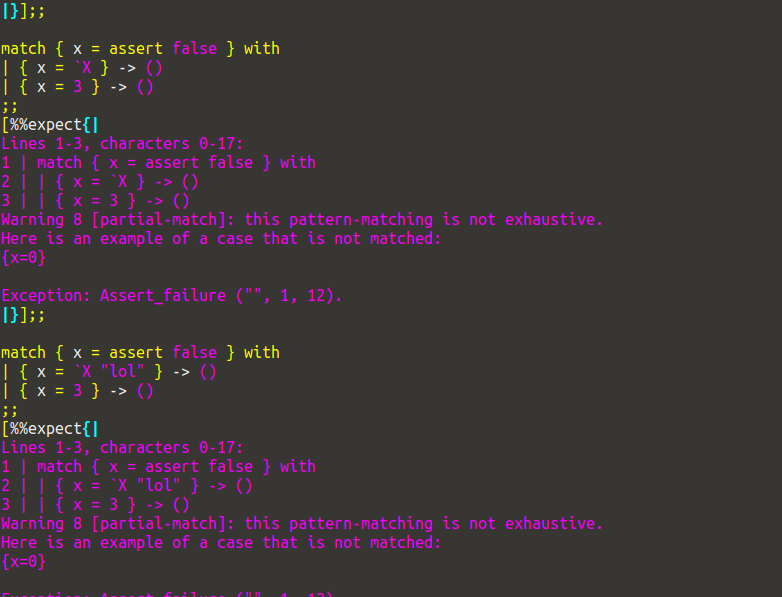 |}];;
match { x = assert false } with
| { x = `X } -> ()
| { x = 3 } -> ()
;;
[%%expect{|
Lines 1-3, characters 0-17:
1 | match { x = assert false } with
2 | | { x = `X } -> ()
3 | | { x = 3 } -> ()
Warning 8 [partial-match]: this pattern-matching is not exhaustive.
Here is an example of a case that is not matched:
{x=0}
Exception: Assert_failure ("", 1, 12).
|}];;
match { x = assert false } with
| { x = `X "lol" } -> ()
| { x = 3 } -> ()
;;
[%%expect{|
Lines 1-3, characters 0-17:
1 | match { x = assert false } with
2 | | { x = `X "lol" } -> ()
3 | | { x = 3 } -> ()
Warning 8 [partial-match]: this pattern-matching is not exhaustive.
Here is an example of a case that is not matched:
{x=0}
Exception: Assert_failure ("", 1, 12).